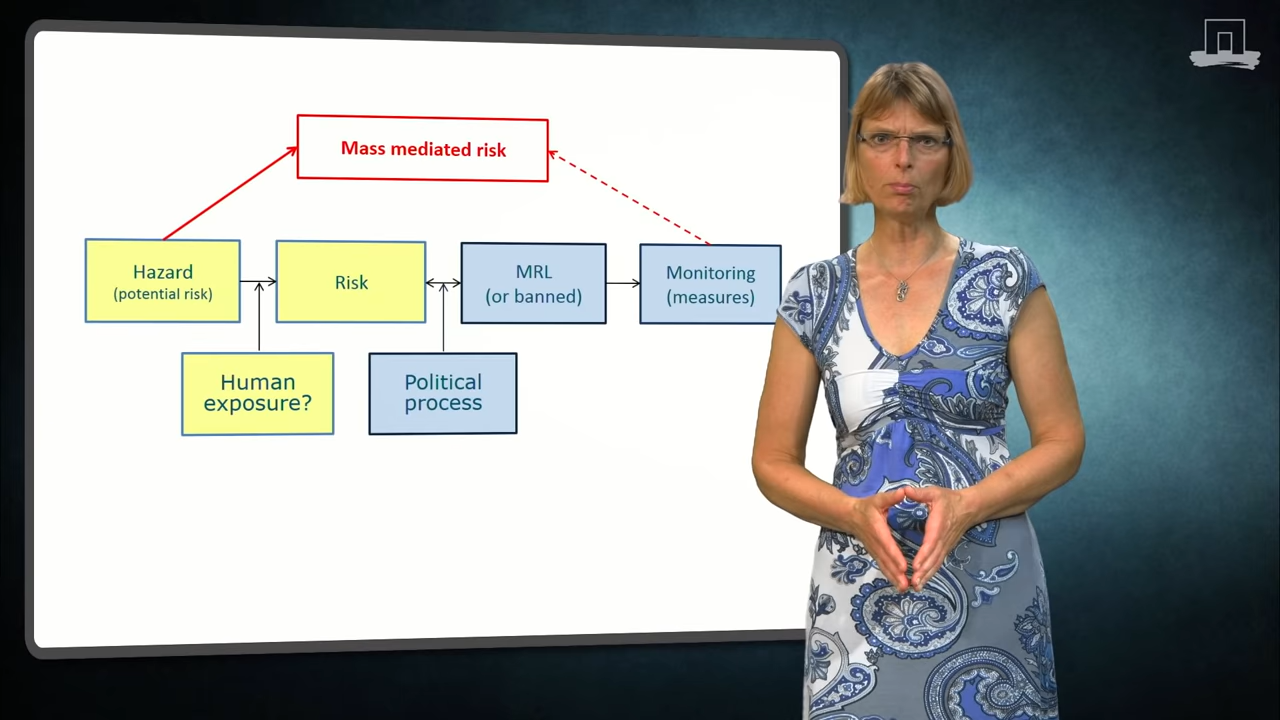 Mass mediated risk
Hazard
(potential risk)
Risk
MRL
(or banned)
Monitoring
(measures)
Human
exposure?
Political
process